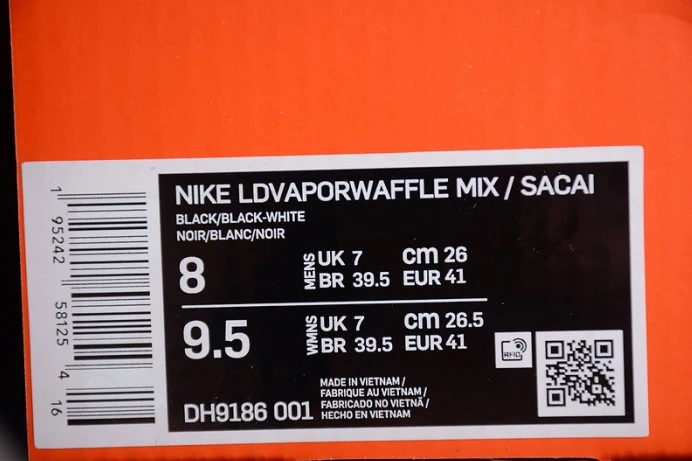 NIKE LDVAPORWAFFLE MIX / SACAI
BLACK/BLACK-WHITE
NOIR/BLANC/NOIR
8
MENS
UK 7 cm 26
BR 39.5 EUR 41
9.5
WMNS
UK 7 cm 26.5
BR 39.5 EUR 41
RFID
MADE IN VIETNAM /
FABRIQUE AU VIETNAM /
FABRICADO NO VIETNÃ /
HECHO EN VIETNAM
DH9186 001
1 95242 58125 4 16